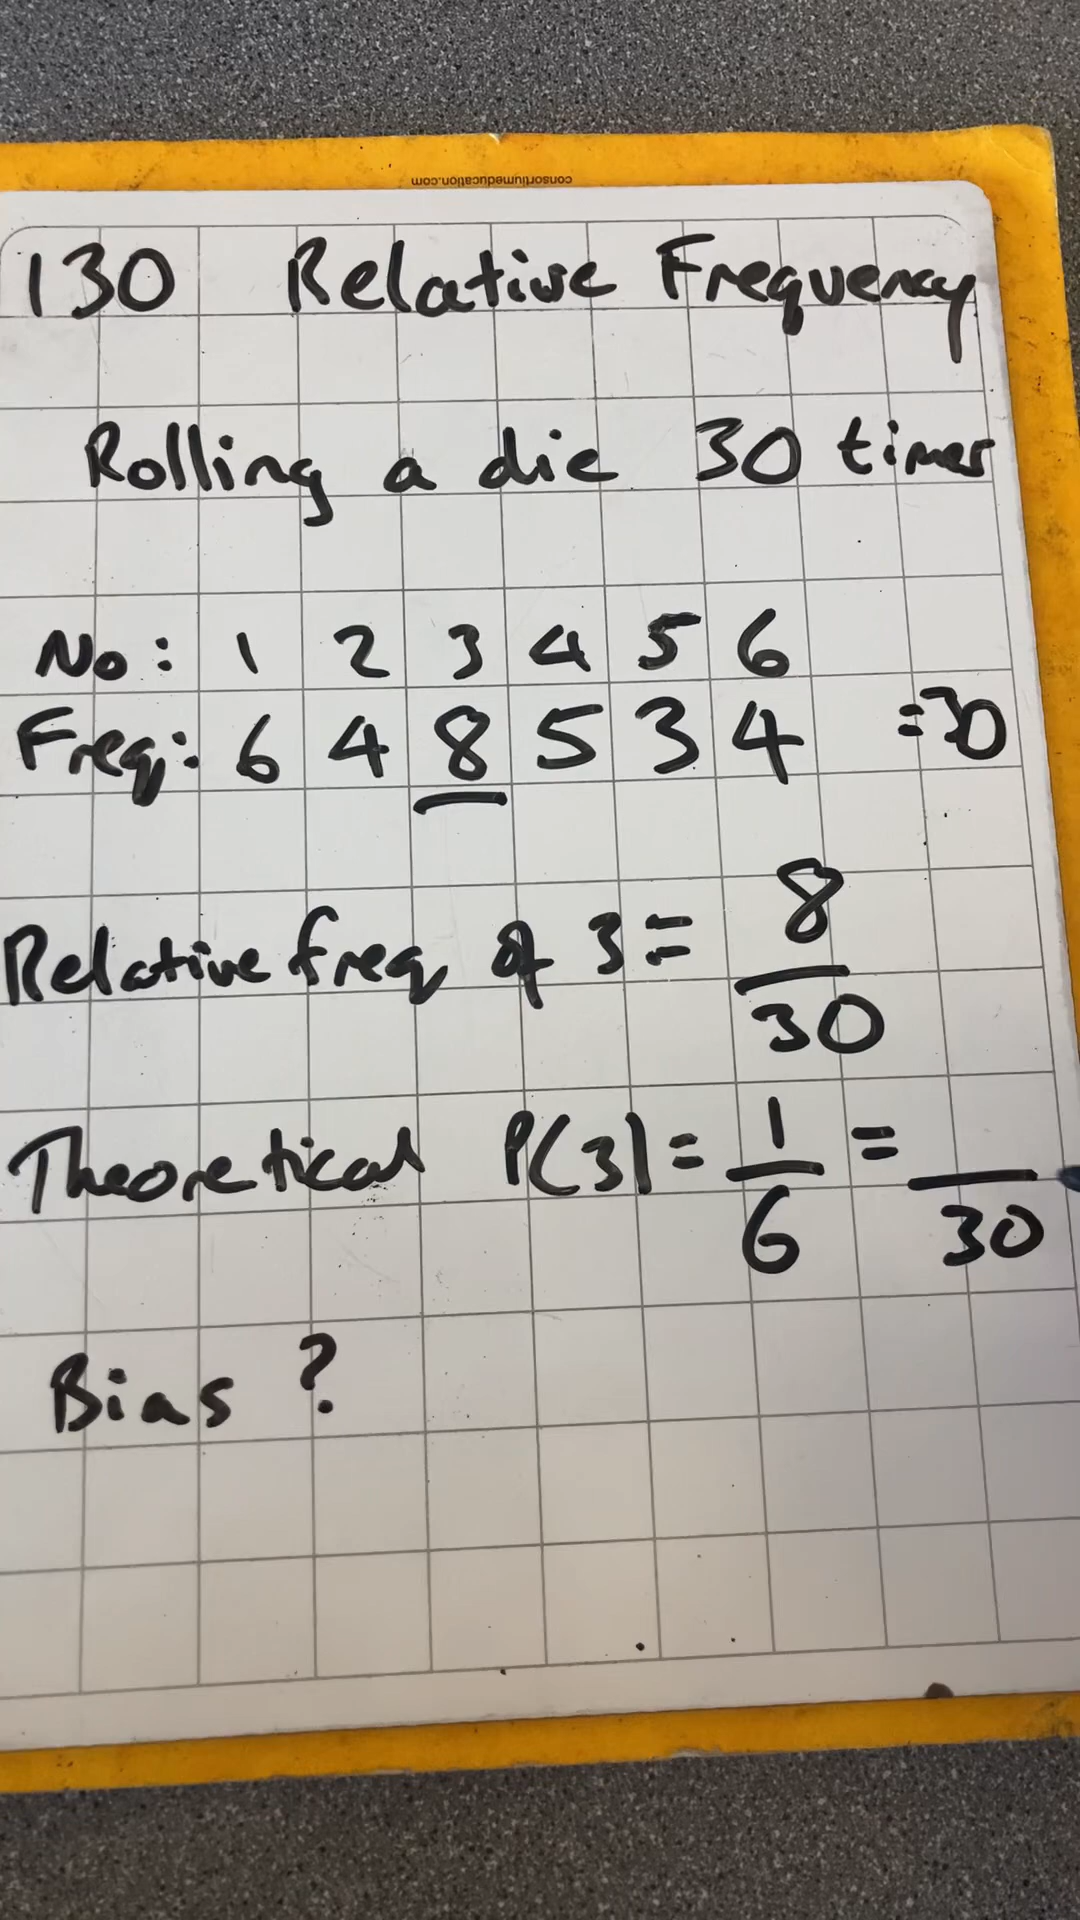 consortiumeducation.com
130 Relative Frequency
Rolling a die 30 times
No: 1 2 3 4 5 6
Freq: 6 4 8 5 3 4 =30
Relative freq of 3 = 8/30
Theoretical P(3) = 1/6 = /30
Bias ?